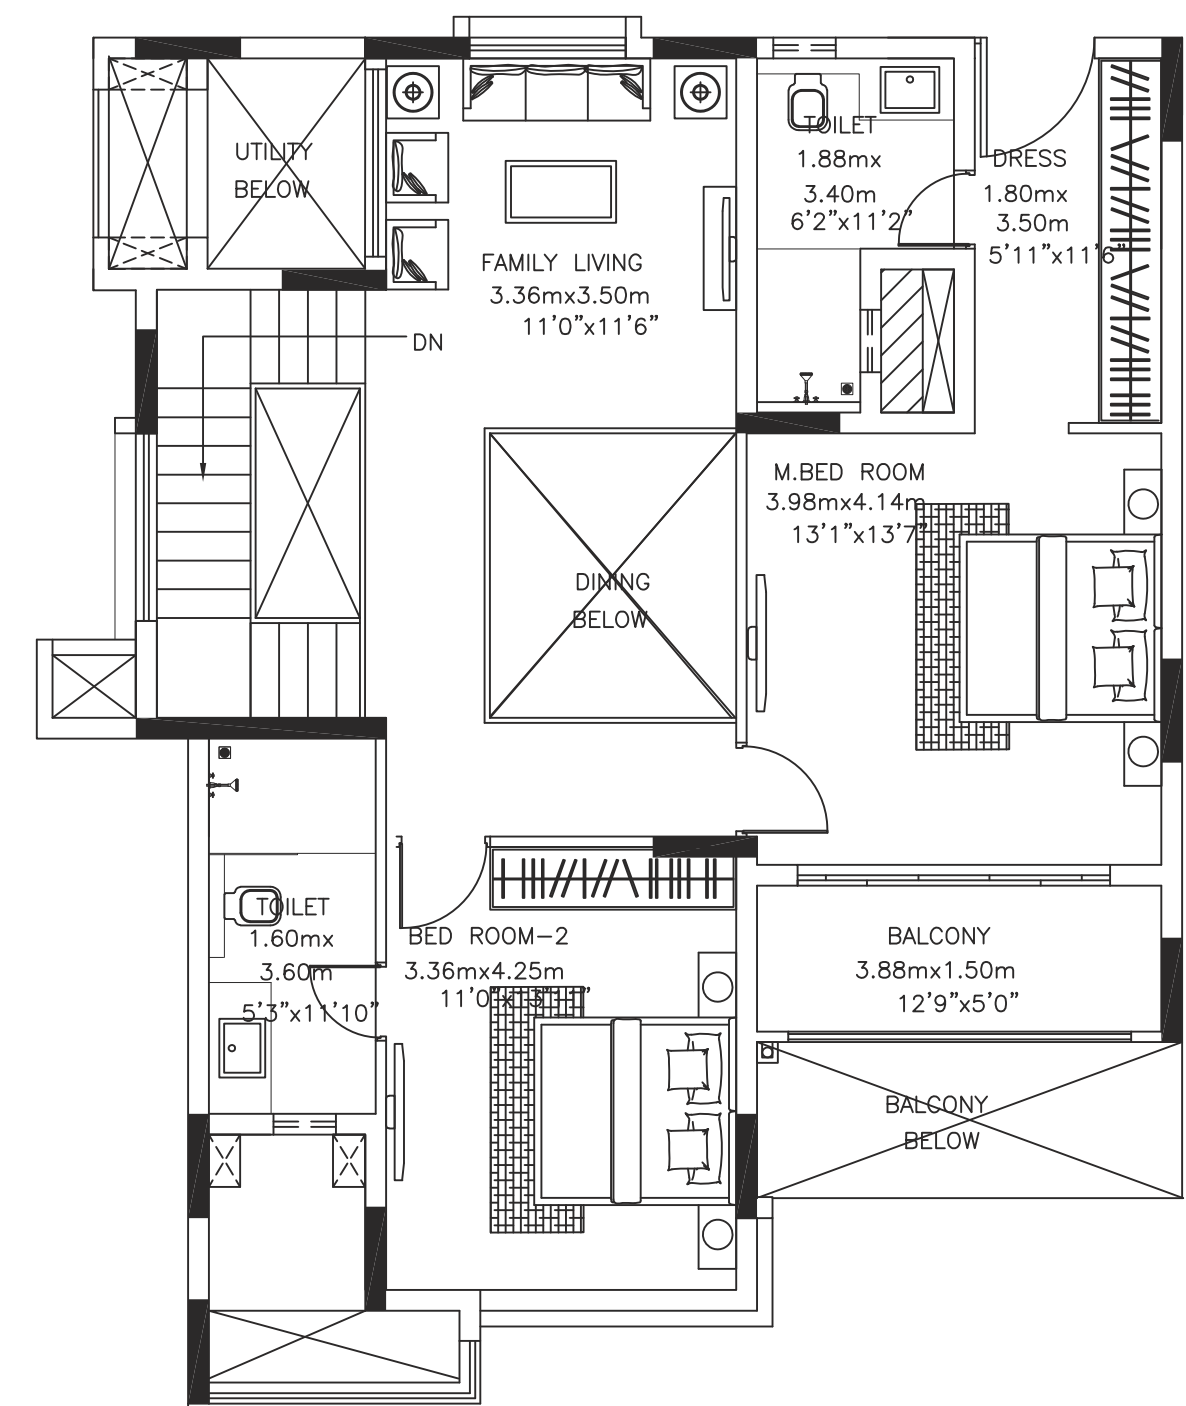 UTILITY
BELOW
TOILET
1.88mx
3.40m
6'2"x11'2"
DRESS
1.80mx
3.50m
5'11"x11'6"
FAMILY LIVING
3.36mx3.50m
11'0"x11'6"
DN
M.BED ROOM
3.98mx4.14m
13'1"x13'7"
DINING
BELOW
TOILET
1.60mx
3.60m
5'3"x11'10"
BED ROOM-2
3.36mx4.25m
11'0"x
BALCONY
3.88mx1.50m
12'9"x5'0"
BALCONY
BELOW